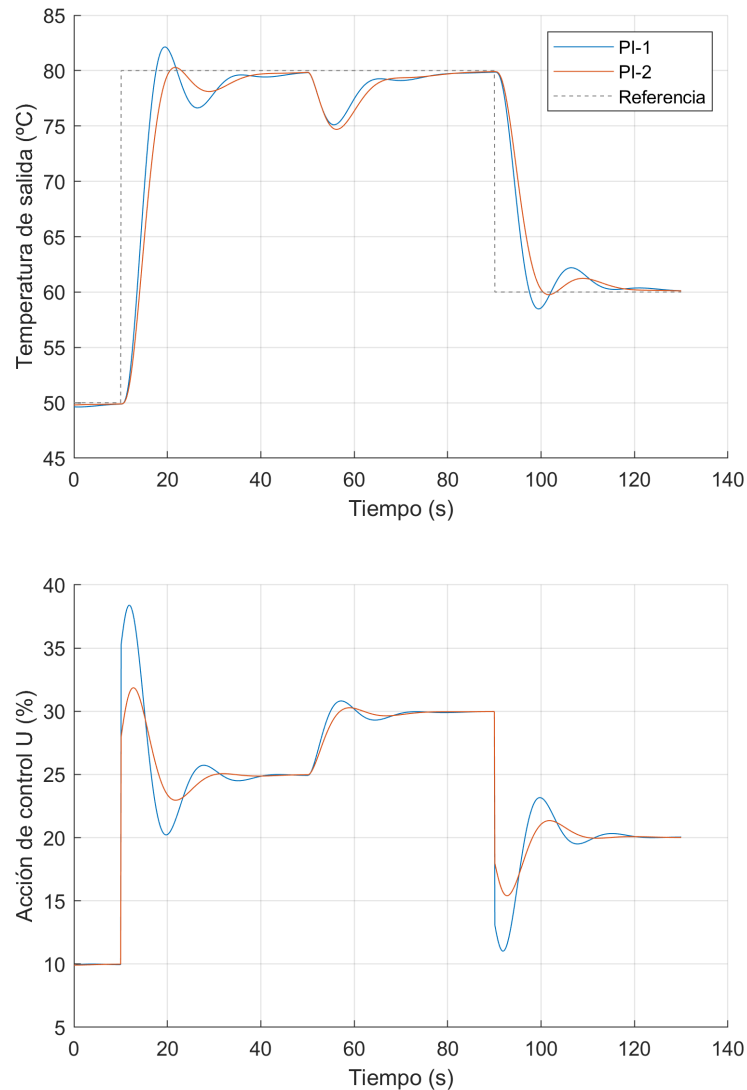 85
80
75
70
65
60
55
50
45
0 20 40 60 80 100 120 140
Temperatura de salida (ºC)
Tiempo (s)
PI-1
PI-2
Referencia
40
35
30
25
20
15
10
5
0 20 40 60 80 100 120 140
Acción de control U (%)
Tiempo (s)